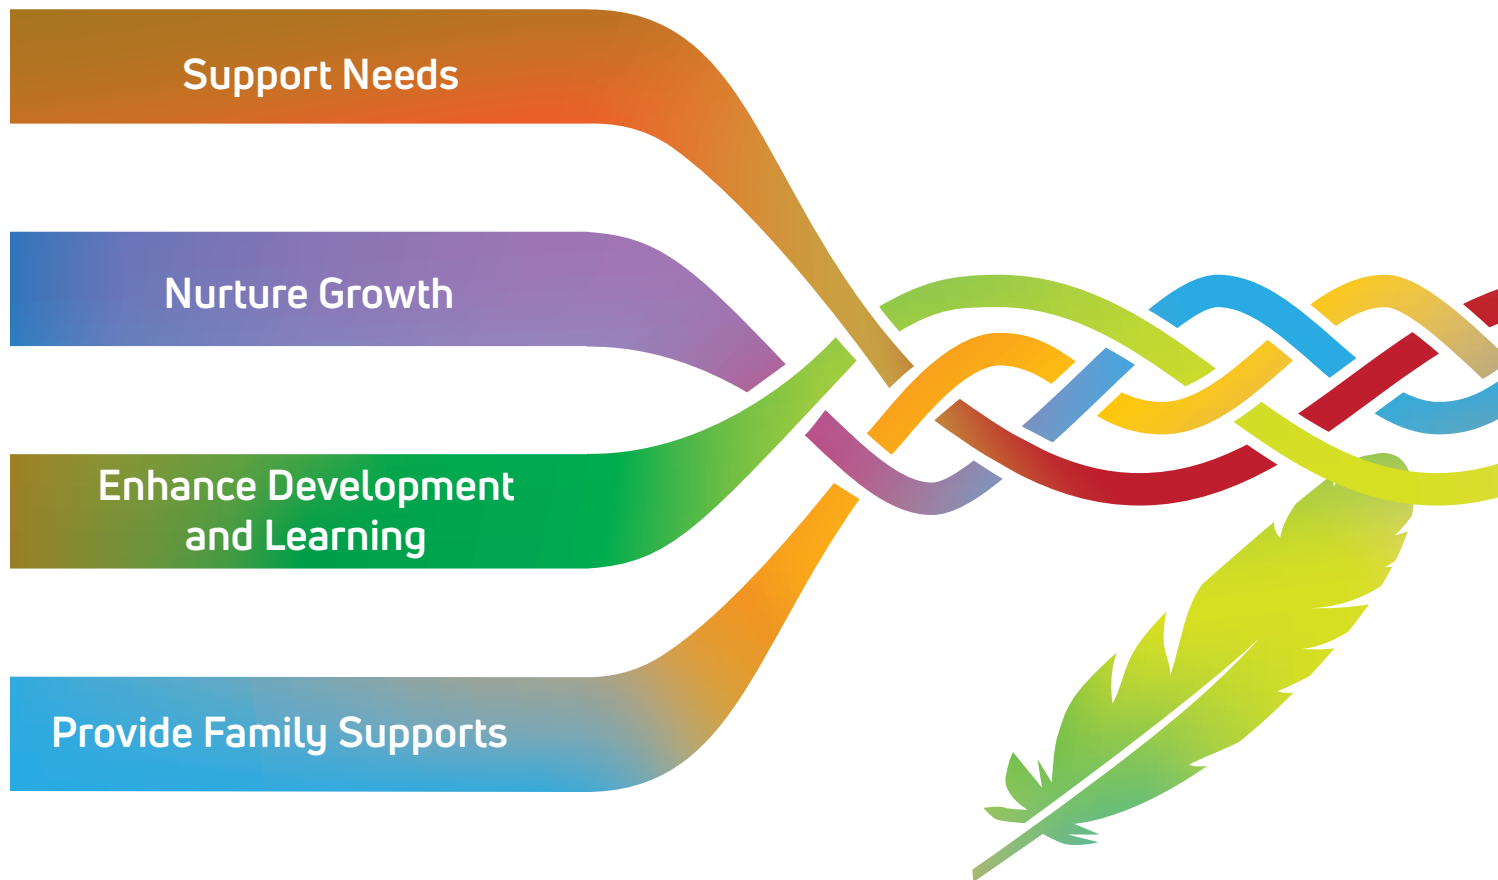 Support Needs
Nurture Growth
Enhance Development
and Learning
Provide Family Supports